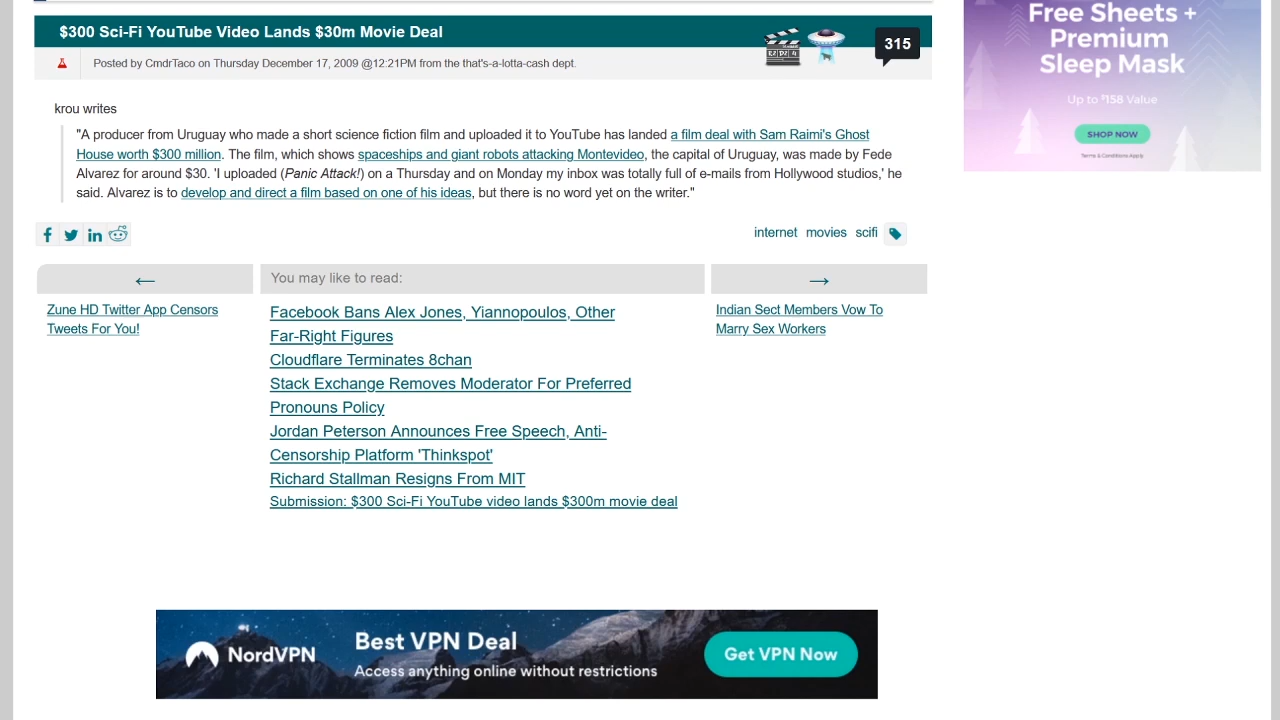 $300 Sci-Fi YouTube Video Lands $30m Movie Deal
315
Posted by CmdrTaco on Thursday December 17, 2009 @12:21PM from the that's-a-lotta-cash dept.
krou writes
"A producer from Uruguay who made a short science fiction film and uploaded it to YouTube has landed a film deal with Sam Raimi's Ghost
House worth $300 million. The film, which shows spaceships and giant robots attacking Montevideo, the capital of Uruguay, was made by Fede
Alvarez for around $30. 'I uploaded (Panic Attack!) on a Thursday and on Monday my inbox was totally full of e-mails from Hollywood studios,' he
said. Alvarez is to develop and direct a film based on one of his ideas, but there is no word yet on the writer."
internet movies scifi
← You may like to read: →
Zune HD Twitter App Censors
Tweets For You!
Facebook Bans Alex Jones, Yiannopoulos, Other
Far-Right Figures
Cloudflare Terminates 8chan
Stack Exchange Removes Moderator For Preferred
Pronouns Policy
Jordan Peterson Announces Free Speech, Anti-
Censorship Platform 'Thinkspot'
Richard Stallman Resigns From MIT
Submission: $300 Sci-Fi YouTube video lands $300m movie deal
Indian Sect Members Vow To
Marry Sex Workers
Free Sheets +
Premium
Sleep Mask
Up to $158 Value
SHOP NOW
Terms & Conditions Apply
NordVPN
Best VPN Deal
Access anything online without restrictions
Get VPN Now